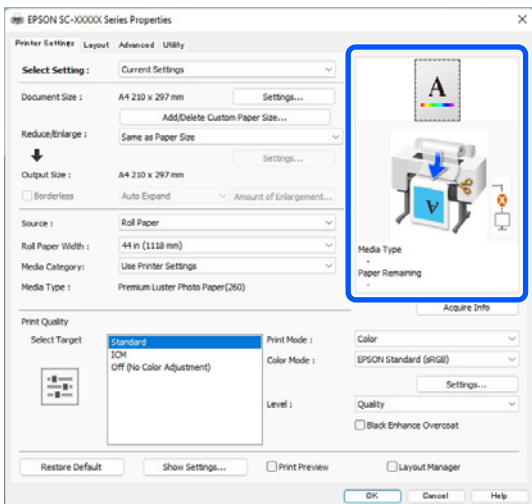 EPSON SC-XXXXX Series Properties
Printer Settings Layout Advanced Utility
Select Setting : Current Settings
Document Size : A4 210 x 297 mm Settings...
Add/Delete Custom Paper Size...
Reduce/Enlarge : Same as Paper Size
Settings...
Output Size : A4 210 x 297 mm
Borderless Auto Expand Amount of Enlargement...
Source : Roll Paper
Roll Paper Width : 44 in (1118 mm)
Media Category: Use Printer Settings
Media Type : Premium Luster Photo Paper(260)
A
A
Media Type
-
Paper Remaining
-
Acquire Info
Print Quality
Select Target
Standard
ICM
Off (No Color Adjustment)
Print Mode : Color
Color Mode : EPSON Standard (sRGB)
Settings...
Level : Quality
Black Enhance Overcoat
Restore Default Show Settings... Print Preview Layout Manager
OK Cancel Help